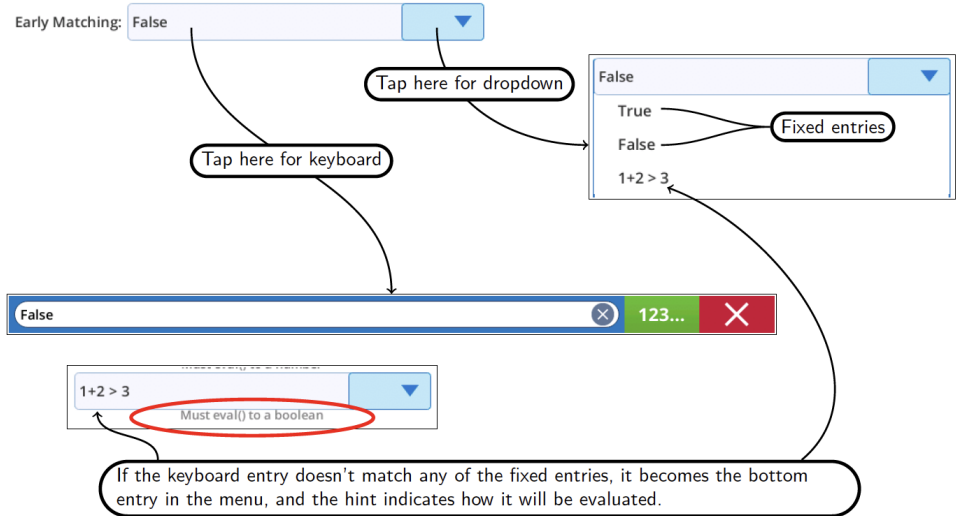 Early Matching: False
Tap here for dropdown
False
True
False
Fixed entries
1+2 > 3
Tap here for keyboard
False
123...
1+2 > 3
Must eval() to a boolean
If the keyboard entry doesn't match any of the fixed entries, it becomes the bottom
entry in the menu, and the hint indicates how it will be evaluated.